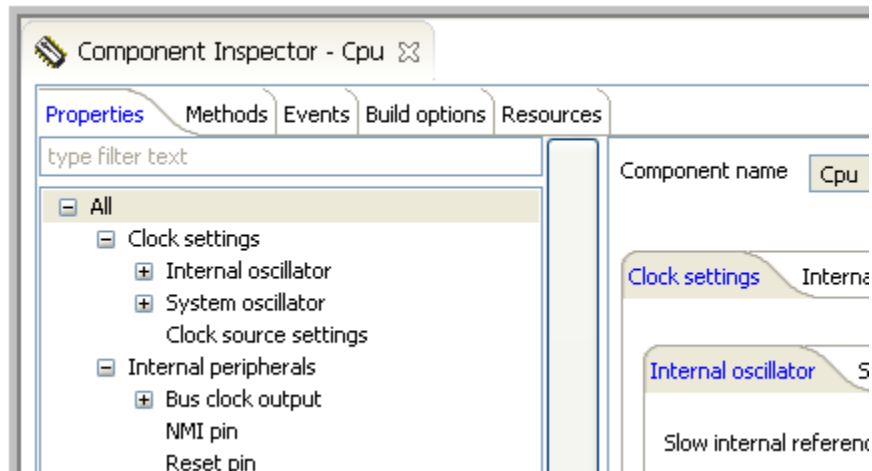 Component Inspector - Cpu
Properties Methods Events Build options Resources
type filter text
All
Clock settings
Internal oscillator
System oscillator
Clock source settings
Internal peripherals
Bus clock output
NMI pin
Reset pin
Component name Cpu
Clock settings Interna
Internal oscillator S
Slow internal referenc